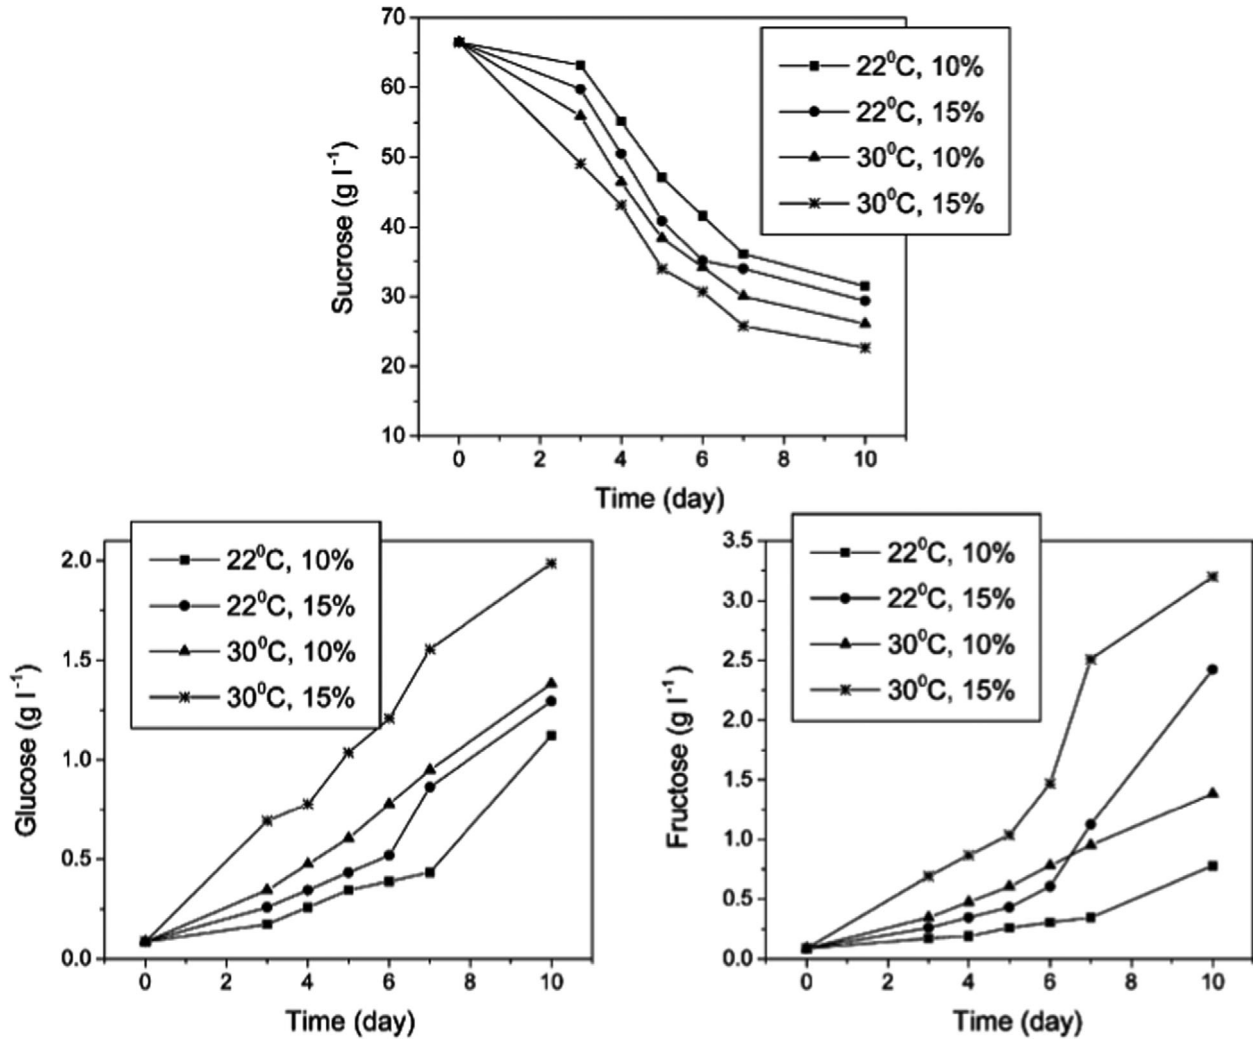 70
60
50
40
30
20
10
Sucrose (g l⁻¹)
22⁰C, 10%
22⁰C, 15%
30⁰C, 10%
30⁰C, 15%
0 2 4 6 8 10
Time (day)
2.0
1.5
1.0
0.5
0.0
Glucose (g l⁻¹)
22⁰C, 10%
22⁰C, 15%
30⁰C, 10%
30⁰C, 15%
0 2 4 6 8 10
Time (day)
3.5
3.0
2.5
2.0
1.5
1.0
0.5
0.0
Fructose (g l⁻¹)
22⁰C, 10%
22⁰C, 15%
30⁰C, 10%
30⁰C, 15%
0 2 4 6 8 10
Time (day)